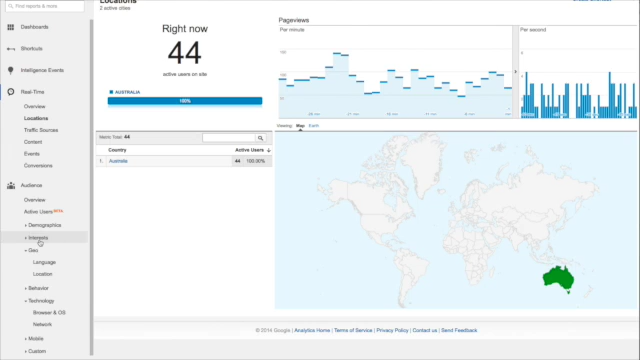 Find reports & more
Dashboards
Shortcuts
Intelligence Events
Real-Time
Overview
Locations
Traffic Sources
Content
Events
Conversions
Audience
Overview
Active Users BETA
Demographics
Interests
Geo
Language
Location
Behavior
Technology
Browser & OS
Network
Mobile
Custom
Locations
2 active cities
Right now
44
active users on site
AUSTRALIA
100%
Pageviews
Per minute
Per second
Viewing: Map Earth
Metric Total: 44
Country
Active Users
1. Australia 44 100.00%
© 2014 Google | Analytics Home | Terms of Service | Privacy Policy | Contact us | Send Feedback